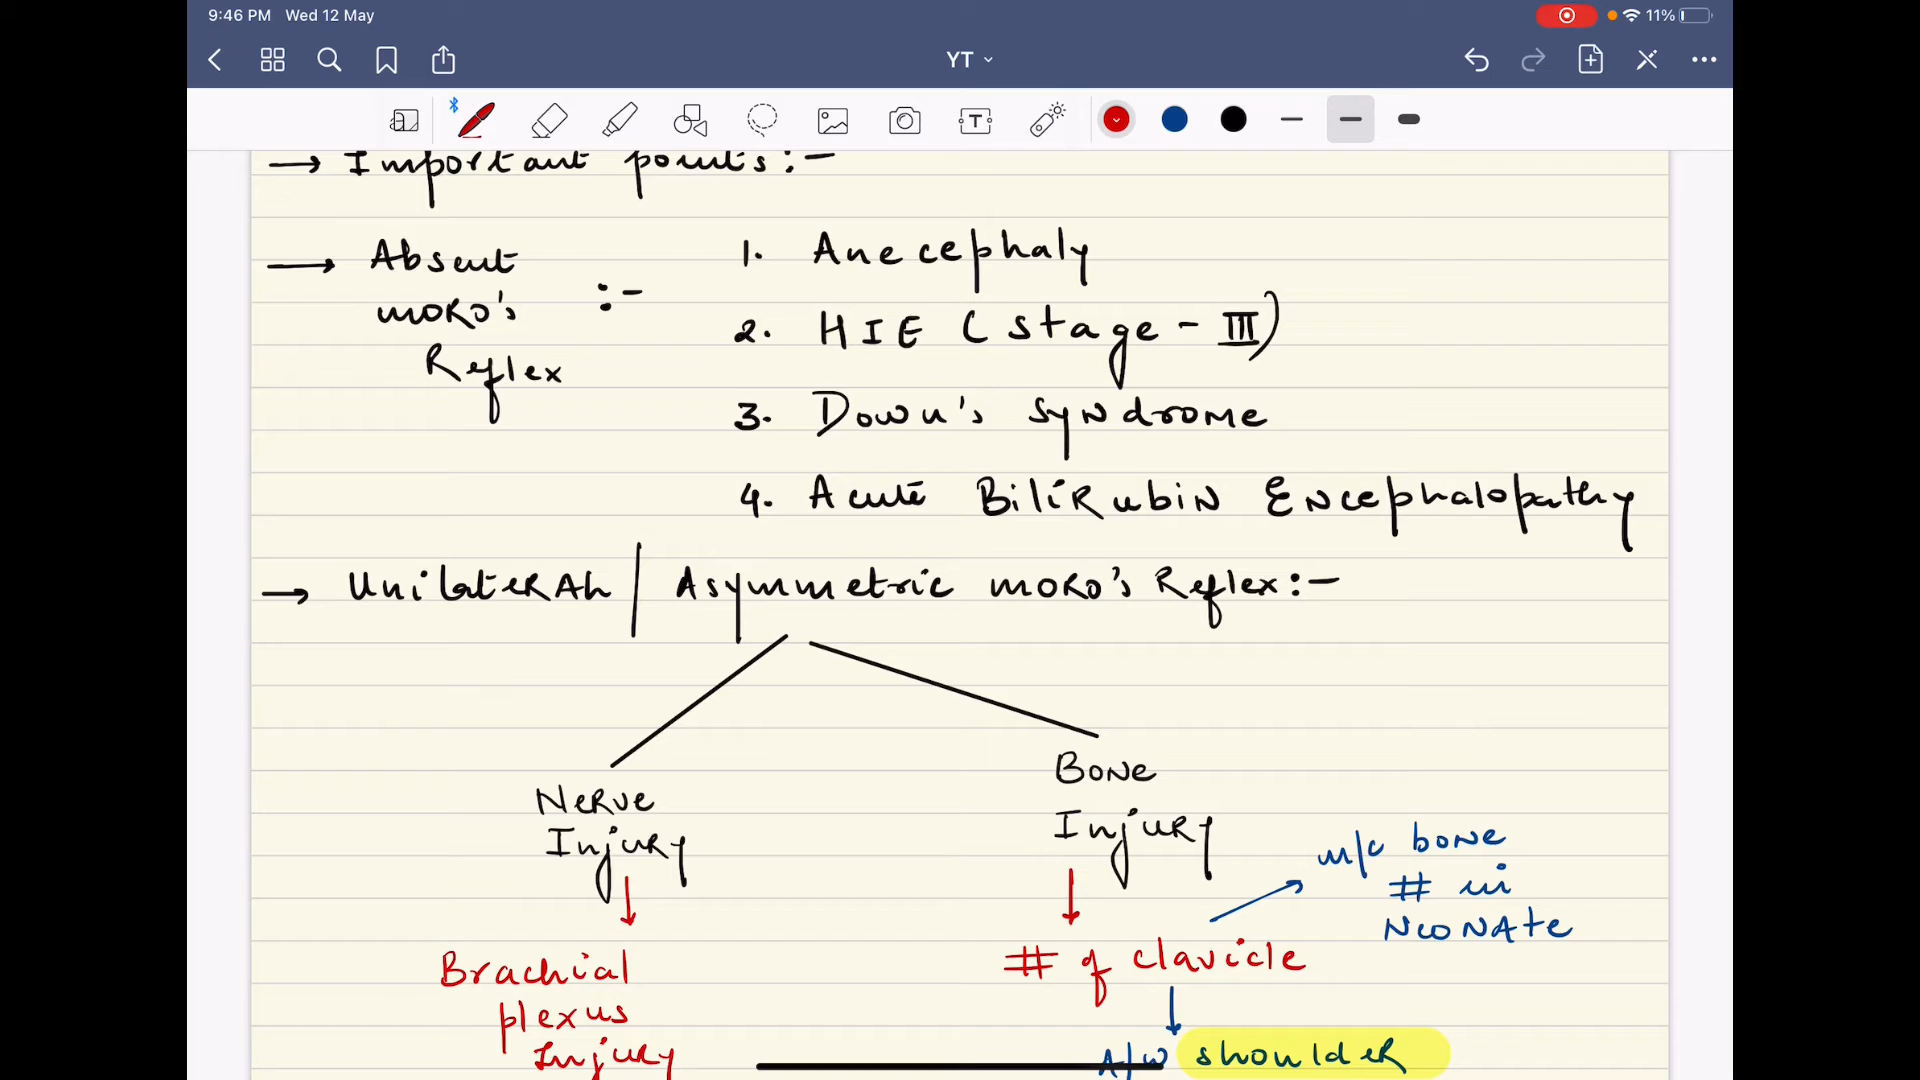 9:46 PM Wed 12 May
11%
YT
→ Important points:-
→ Absent Moro's Reflex :-
1. Anecephaly
2. HIE (Stage - III)
3. Down's Syndrome
4. Acute BiliRubin Encephalopathy
→ Unilateral / Asymmetric Moro's Reflex:-
Nerve
Injury
Brachial
plexus
Injury
Bone
Injury
# of clavicle
m/c bone
# in
Neonate
A/w shoulder